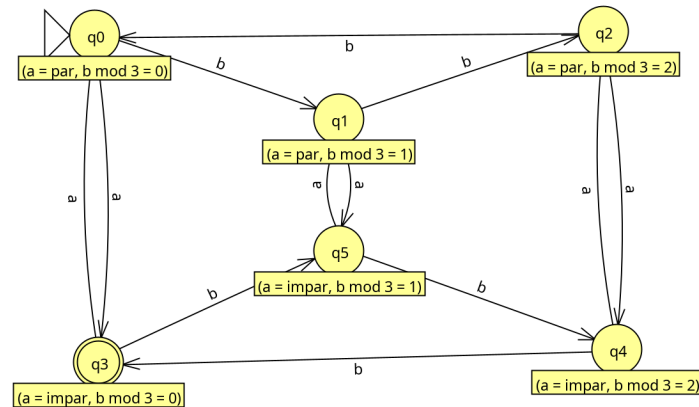 q0
(a = par, b mod 3 = 0)
q2
(a = par, b mod 3 = 2)
b
b
b
q1
(a = par, b mod 3 = 1)
a
a
a
a
a
a
q5
(a = impar, b mod 3 = 1)
b
b
q3
(a = impar, b mod 3 = 0)
b
q4
(a = impar, b mod 3 = 2)